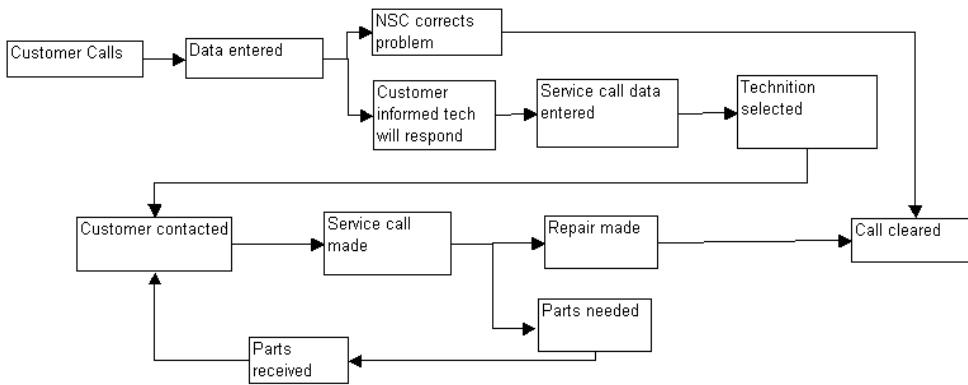 Customer Calls
Data entered
NSC corrects
problem
Customer
informed tech
will respond
Service call data
entered
Technition
selected
Customer contacted
Service call
made
Repair made
Call cleared
Parts needed
Parts
received